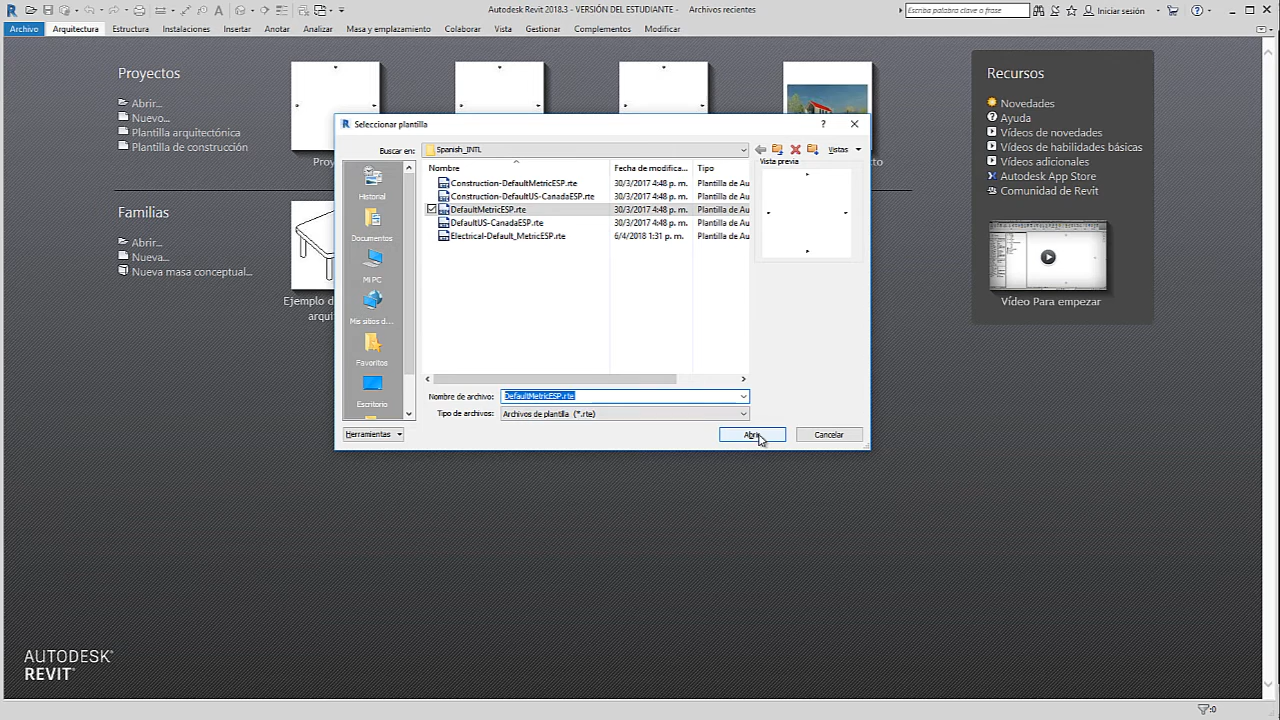 Autodesk Revit 2018.3 - VERSIÓN DEL ESTUDIANTE - Archivos recientes
Escriba palabra clave o frase
Iniciar sesión
Archivo Arquitectura Estructura Instalaciones Insertar Anotar Analizar Masa y emplazamiento Colaborar Vista Gestionar Complementos Modificar
Proyectos
Abrir...
Nuevo...
Plantilla arquitectónica
Plantilla de construcción
Familias
Abrir...
Nueva...
Nueva masa conceptual...
Seleccionar plantilla
Buscar en: Spanish_INTL
Vistas
Nombre Fecha de modifica... Tipo
Construction-DefaultMetricESP.rte 30/3/2017 4:48 p. m. Plantilla de Au
Construction-DefaultUS-CanadaESP.rte 30/3/2017 4:48 p. m. Plantilla de Au
DefaultMetricESP.rte 30/3/2017 4:48 p. m. Plantilla de Au
DefaultUS-CanadaESP.rte 30/3/2017 4:48 p. m. Plantilla de Au
Electrical-Default_MetricESP.rte 6/4/2018 1:31 p. m. Plantilla de Au
Vista previa
Historial
Documentos
Mi PC
Mis sitios d...
Favoritos
Escritorio
Nombre de archivo: DefaultMetricESP.rte
Tipo de archivos: Archivos de plantilla (*.rte)
Herramientas
Abrir
Cancelar
Ejemplo d
arqui
Recursos
Novedades
Ayuda
Vídeos de novedades
Vídeos de habilidades básicas
Vídeos adicionales
Autodesk App Store
Comunidad de Revit
Vídeo Para empezar
AUTODESK®
REVIT®
:0